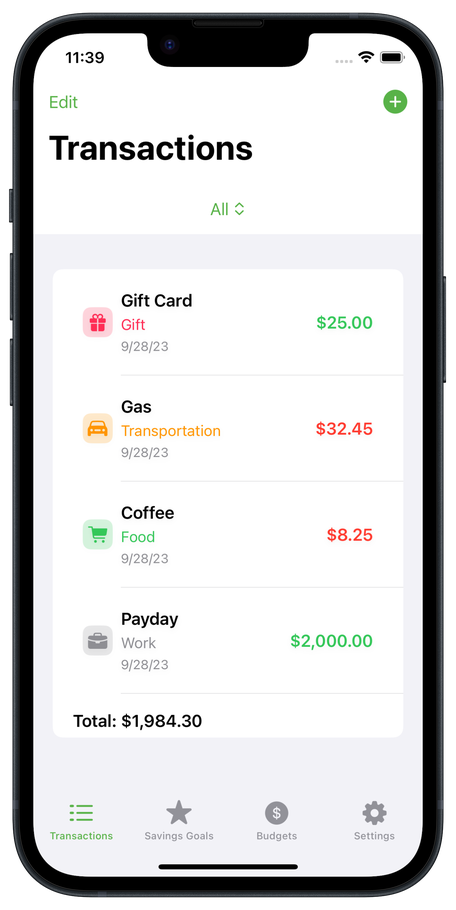 11:39
Edit
Transactions
All
Gift Card
Gift
$25.00
9/28/23
Gas
Transportation
$32.45
9/28/23
Coffee
Food
$8.25
9/28/23
Payday
Work
$2,000.00
9/28/23
Total: $1,984.30
Transactions Savings Goals Budgets Settings